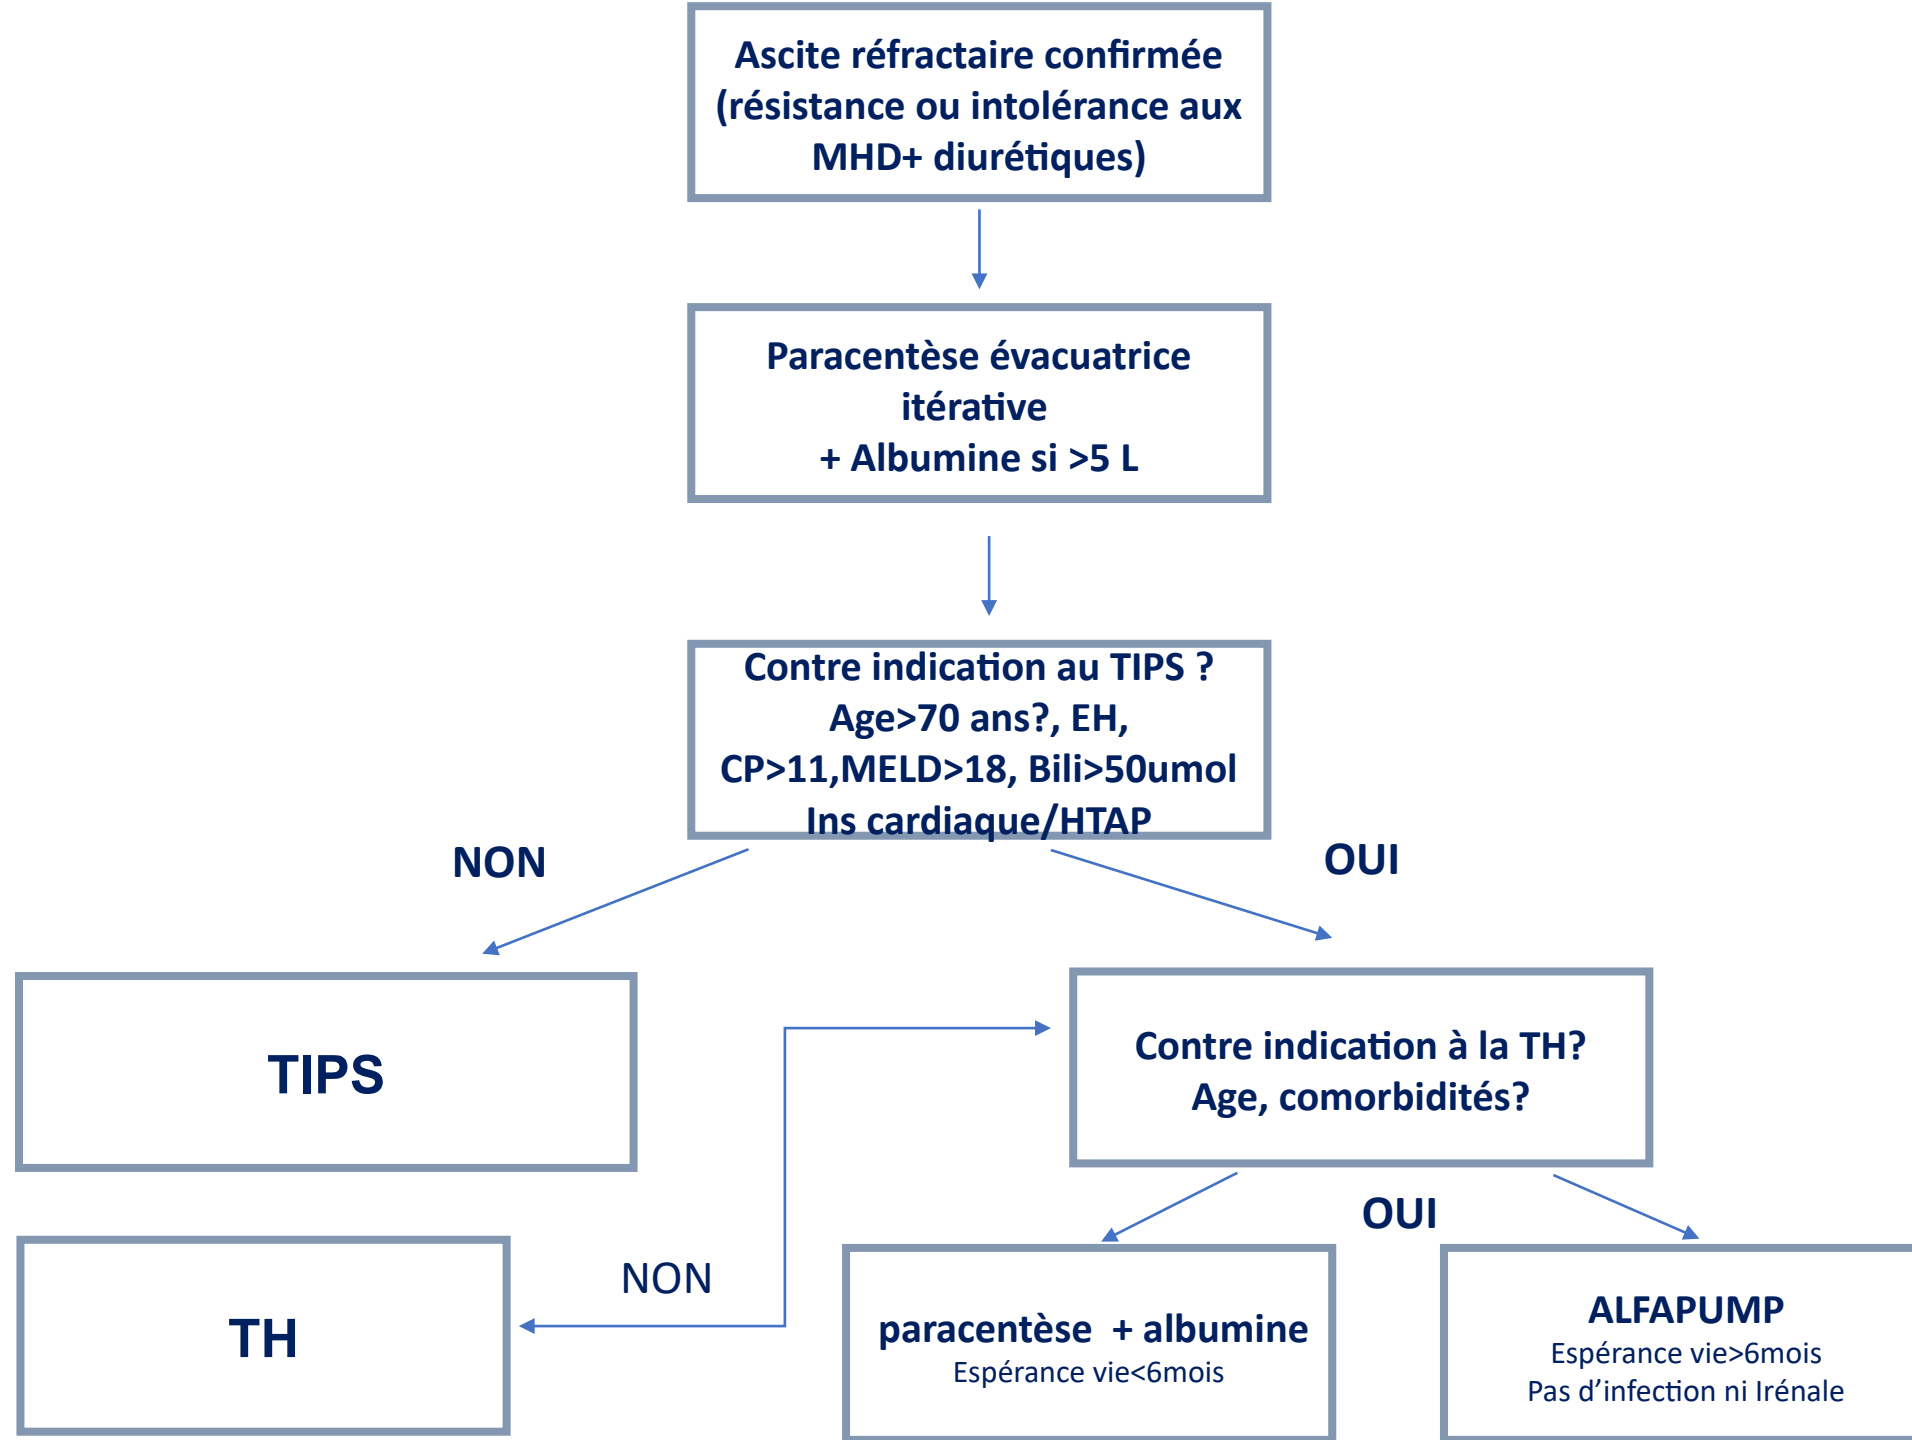 Ascite réfractaire confirmée
(résistance ou intolérance aux
MHD+ diurétiques)
Paracentèse évacuatrice
itérative
+ Albumine si >5 L
Contre indication au TIPS ?
Age>70 ans?, EH,
CP>11,MELD>18, Bili>50umol
Ins cardiaque/HTAP
NON
OUI
TIPS
Contre indication à la TH?
Age, comorbidités?
OUI
NON
TH
paracentèse + albumine
Espérance vie<6mois
ALFAPUMP
Espérance vie>6mois
Pas d’infection ni Irénale